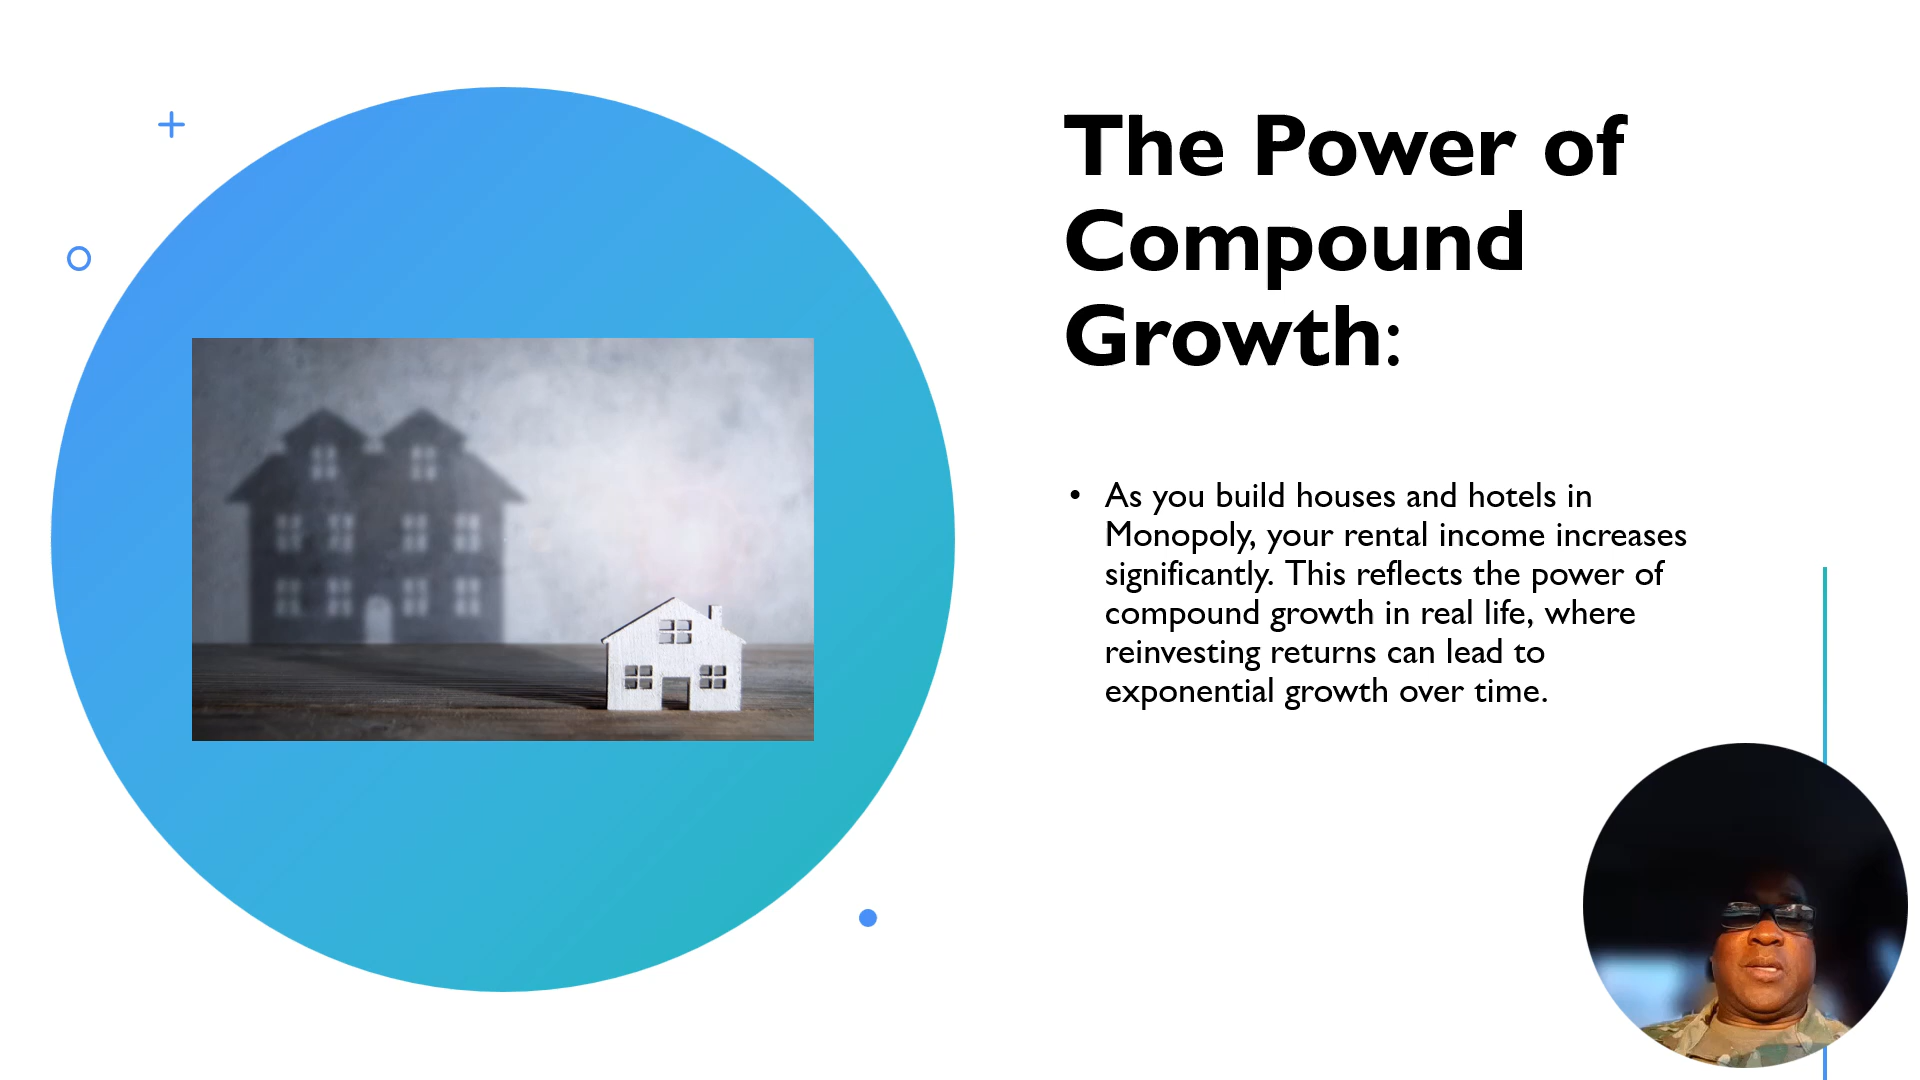 The Power of
Compound
Growth:
• As you build houses and hotels in
Monopoly, your rental income increases
significantly. This reflects the power of
compound growth in real life, where
reinvesting returns can lead to
exponential growth over time.